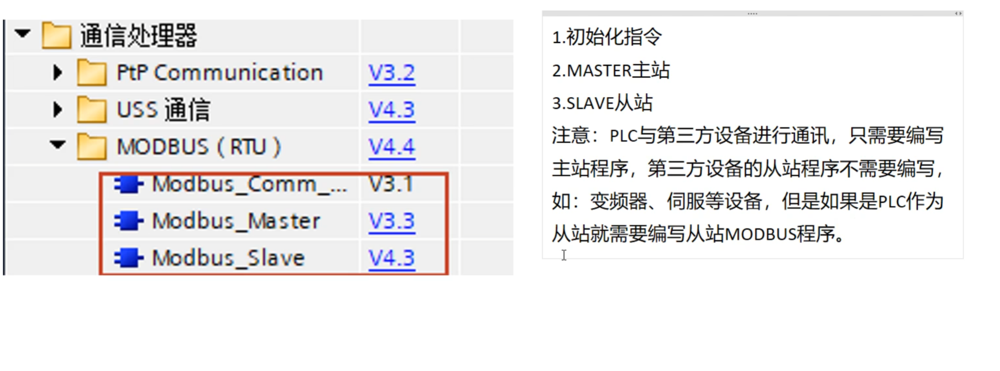 通信处理器
PtP Communication V3.2
USS 通信 V4.3
MODBUS (RTU) V4.4
Modbus_Comm_... V3.1
Modbus_Master V3.3
Modbus_Slave V4.3
1.初始化指令
2.MASTER主站
3.SLAVE从站
注意：PLC与第三方设备进行通讯，只需要编写
主站程序，第三方设备的从站程序不需要编写，
如：变频器、伺服等设备，但是如果是PLC作为
从站就需要编写从站MODBUS程序。